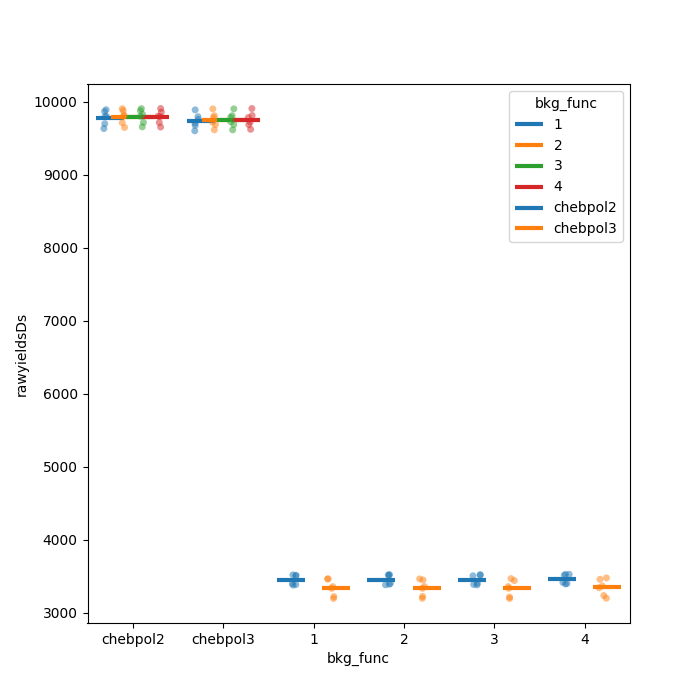 10000
9000
8000
7000
6000
5000
4000
3000
rawyieldsDs
chebpol2 chebpol3 1 2 3 4
bkg_func
bkg_func
1
2
3
4
chebpol2
chebpol3